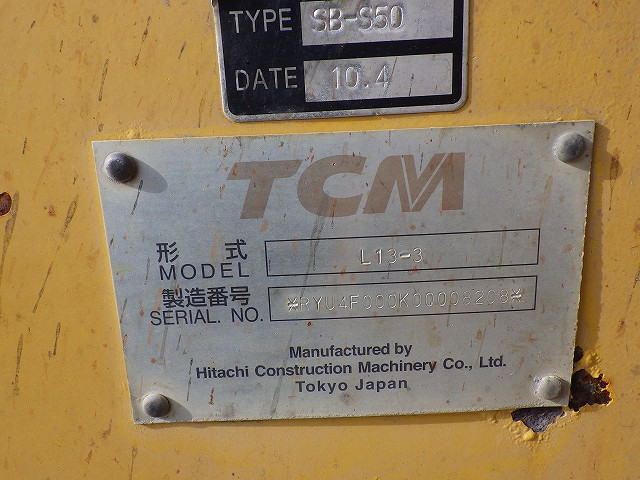 TYPE SB-S50
DATE 10.4
TCM
形 式 L13-3
MODEL
製造番号 *RYU4F000K00008208*
SERIAL. NO.
Manufactured by
Hitachi Construction Machinery Co., Ltd.
Tokyo Japan